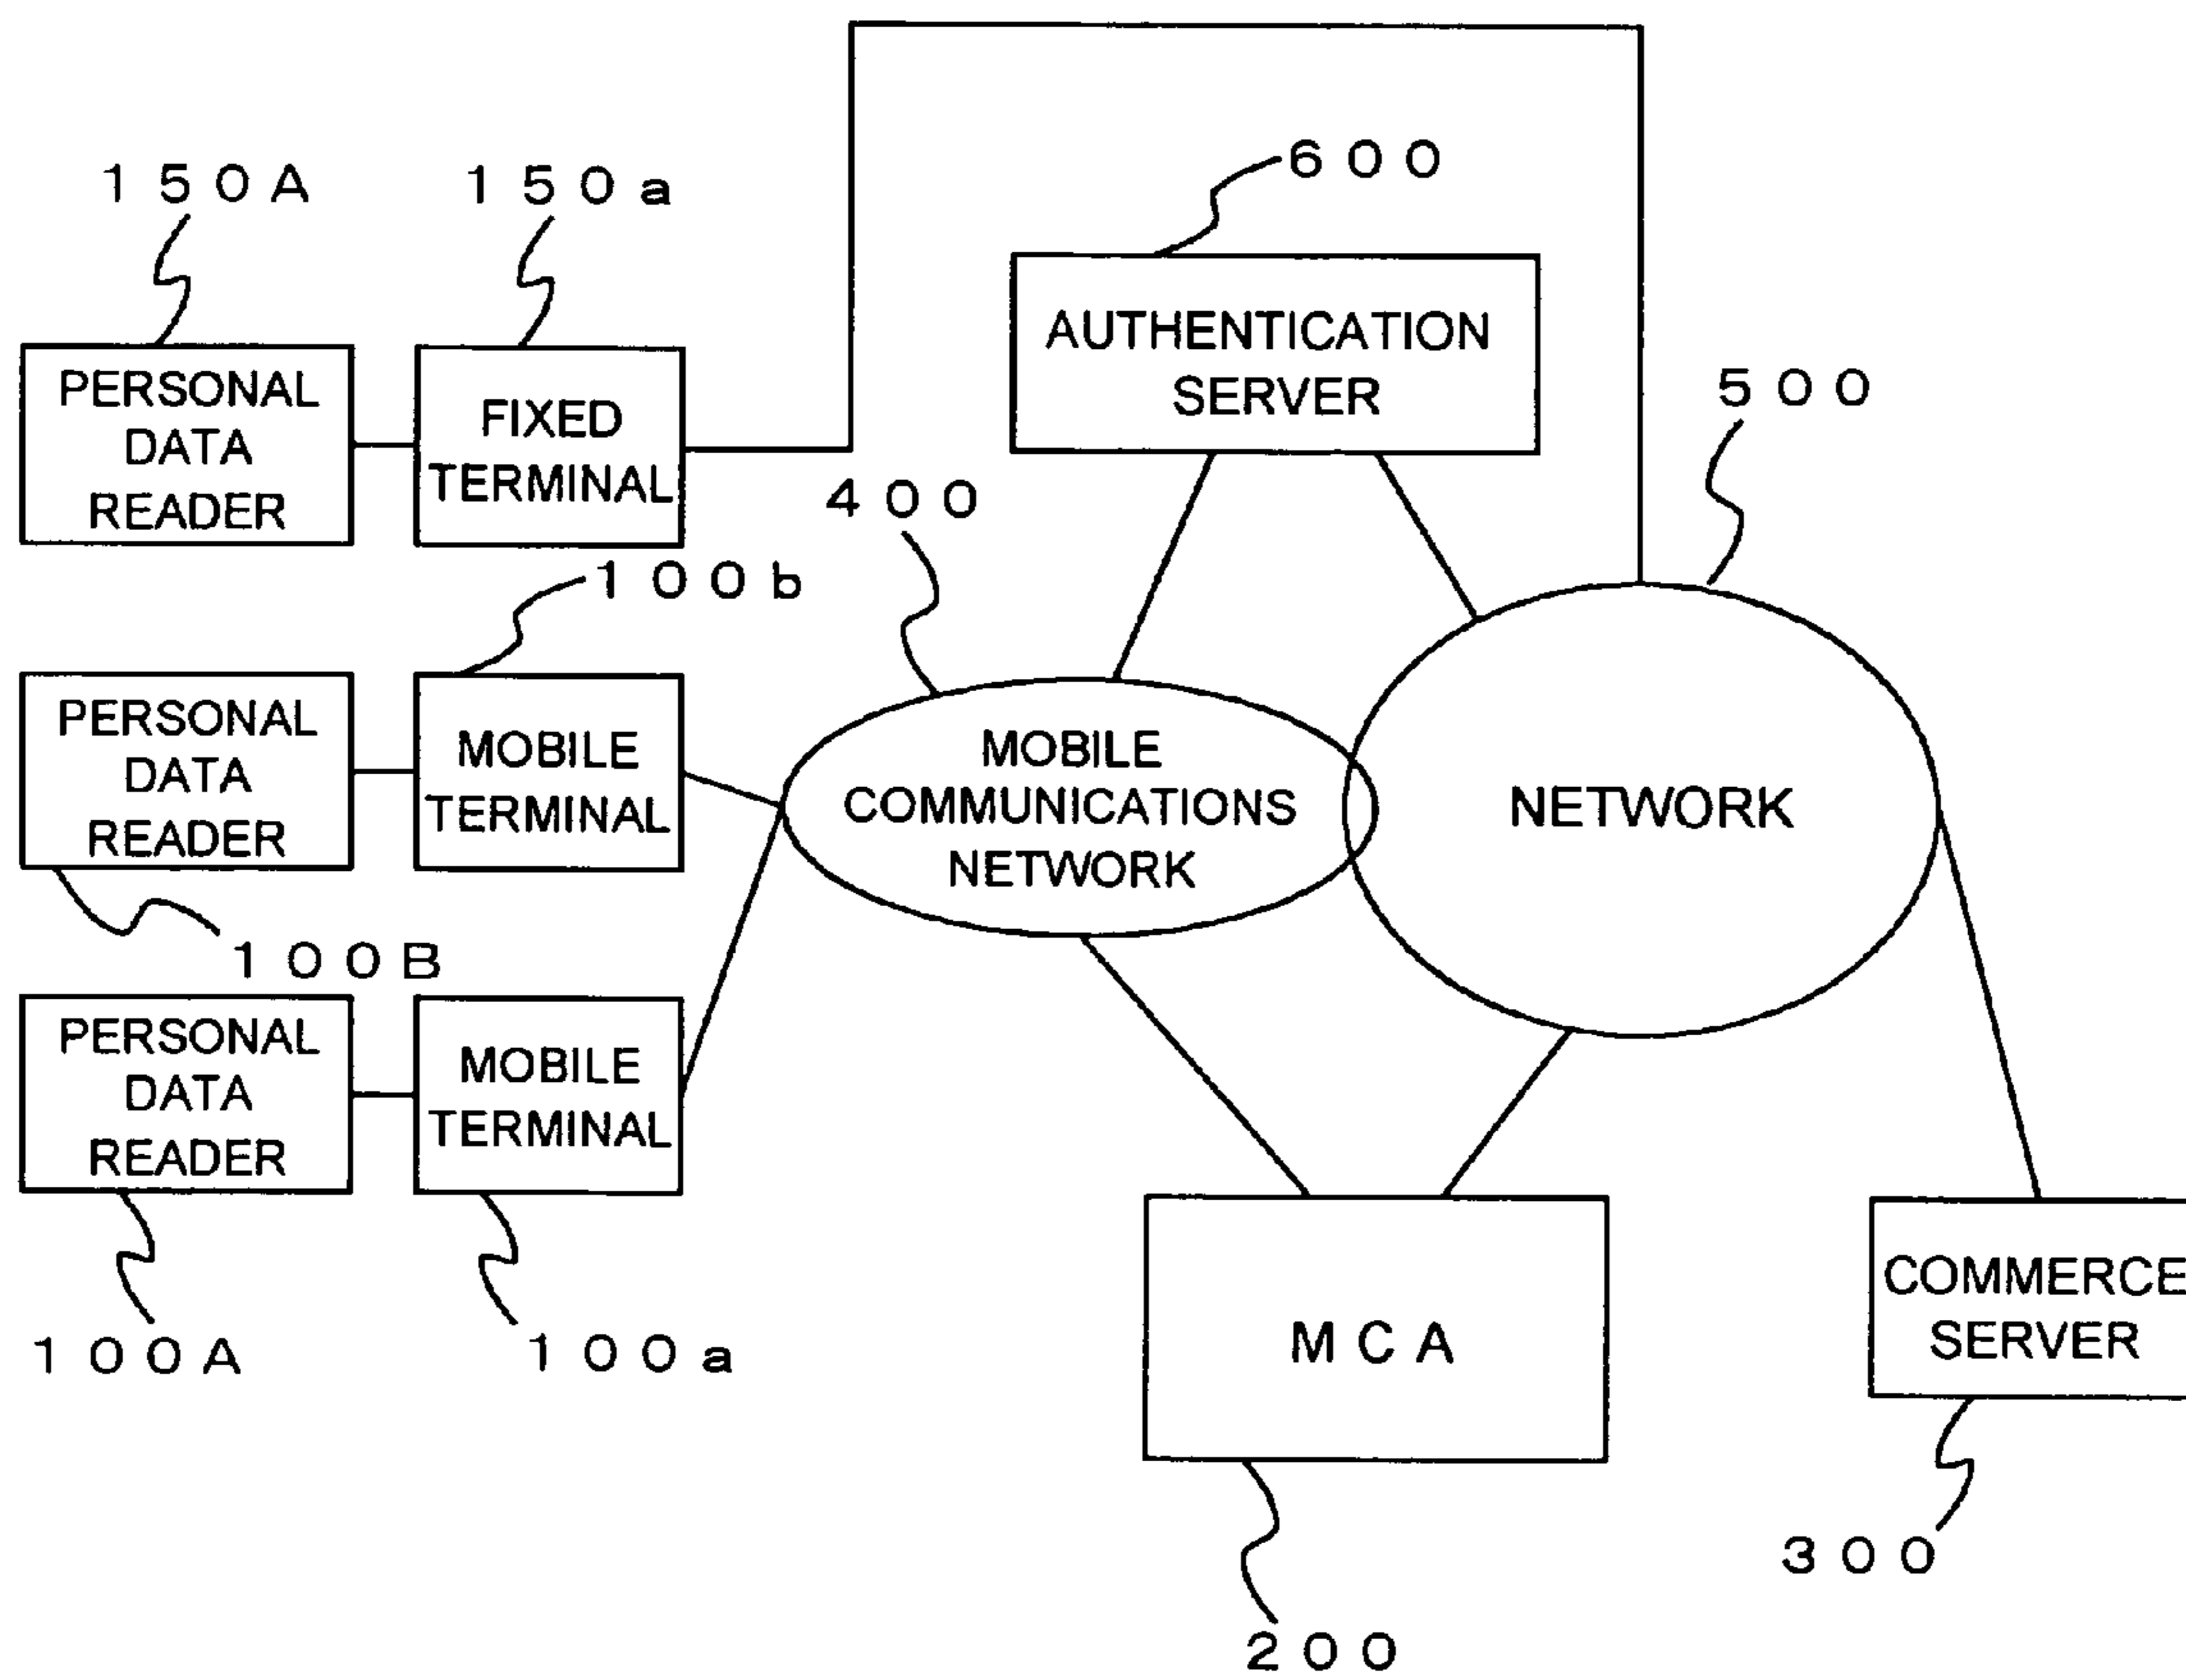 600
150A
150a
AUTHENTICATION
SERVER
500
PERSONAL
DATA
READER
FIXED
TERMINAL
400
100b
PERSONAL
DATA
READER
MOBILE
TERMINAL
MOBILE
COMMUNICATIONS
NETWORK
NETWORK
100B
PERSONAL
DATA
READER
MOBILE
TERMINAL
100A
100a
MCA
COMMERCE
SERVER
300
200